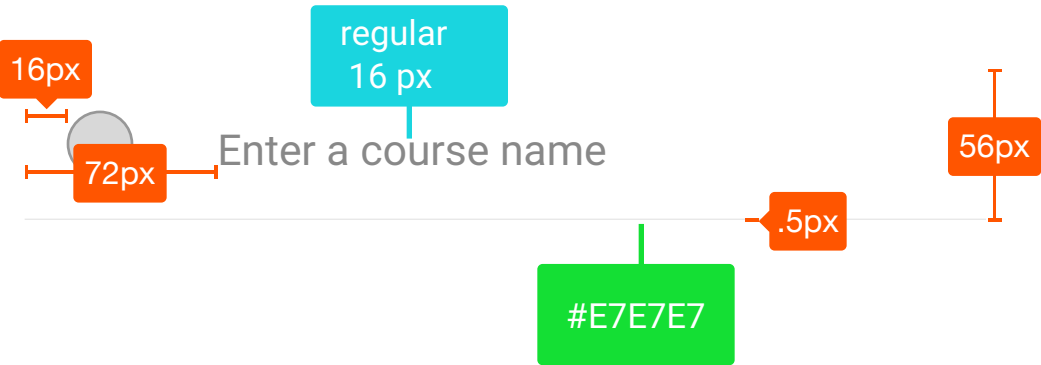 regular
16 px
16px
Enter a course name
56px
72px
.5px
#E7E7E7